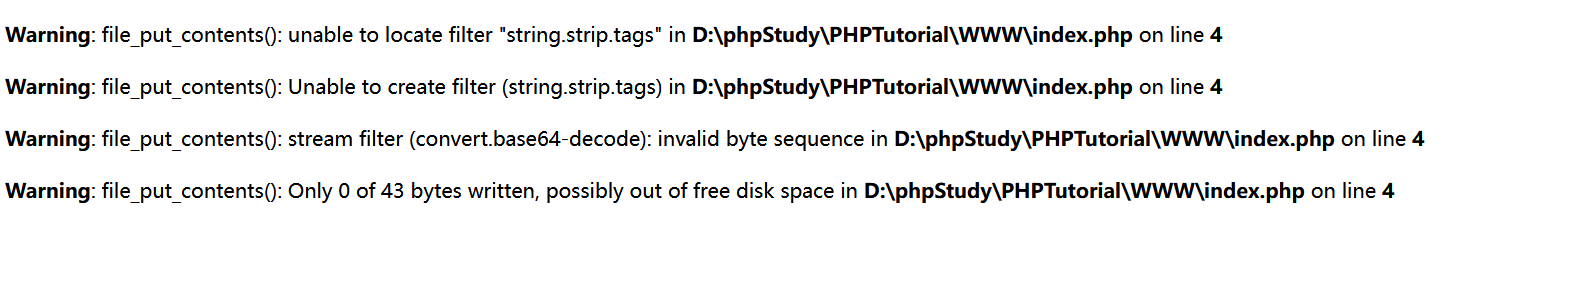 Warning: file_put_contents(): unable to locate filter "string.strip.tags" in D:\phpStudy\PHPTutorial\WWW\index.php on line 4
Warning: file_put_contents(): Unable to create filter (string.strip.tags) in D:\phpStudy\PHPTutorial\WWW\index.php on line 4
Warning: file_put_contents(): stream filter (convert.base64-decode): invalid byte sequence in D:\phpStudy\PHPTutorial\WWW\index.php on line 4
Warning: file_put_contents(): Only 0 of 43 bytes written, possibly out of free disk space in D:\phpStudy\PHPTutorial\WWW\index.php on line 4